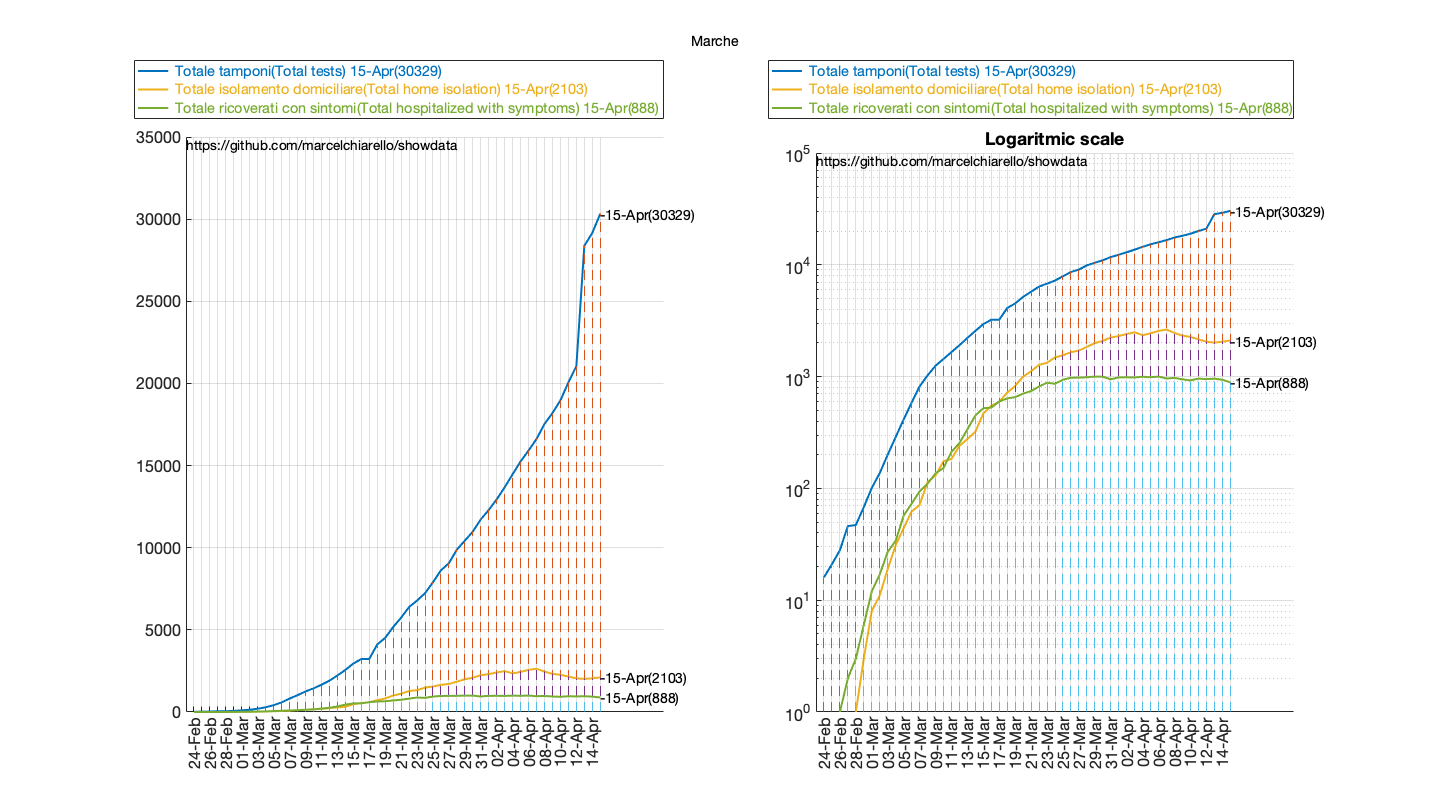 Marche
Totale tamponi(Total tests) 15-Apr(30329)
Totale isolamento domiciliare(Total home isolation) 15-Apr(2103)
Totale ricoverati con sintomi(Total hospitalized with symptoms) 15-Apr(888)
https://github.com/marcelchiarello/showdata
35000
30000
25000
20000
15000
10000
5000
0
15-Apr(30329)
15-Apr(2103)
15-Apr(888)
24-Feb
26-Feb
28-Feb
01-Mar
03-Mar
05-Mar
07-Mar
09-Mar
11-Mar
13-Mar
15-Mar
17-Mar
19-Mar
21-Mar
23-Mar
25-Mar
27-Mar
29-Mar
31-Mar
02-Apr
04-Apr
06-Apr
08-Apr
10-Apr
12-Apr
14-Apr
Totale tamponi(Total tests) 15-Apr(30329)
Totale isolamento domiciliare(Total home isolation) 15-Apr(2103)
Totale ricoverati con sintomi(Total hospitalized with symptoms) 15-Apr(888)
Logaritmic scale
https://github.com/marcelchiarello/showdata
10^5
10^4
10^3
10^2
10^1
10^0
15-Apr(30329)
15-Apr(2103)
15-Apr(888)
24-Feb
26-Feb
28-Feb
01-Mar
03-Mar
05-Mar
07-Mar
09-Mar
11-Mar
13-Mar
15-Mar
17-Mar
19-Mar
21-Mar
23-Mar
25-Mar
27-Mar
29-Mar
31-Mar
02-Apr
04-Apr
06-Apr
08-Apr
10-Apr
12-Apr
14-Apr